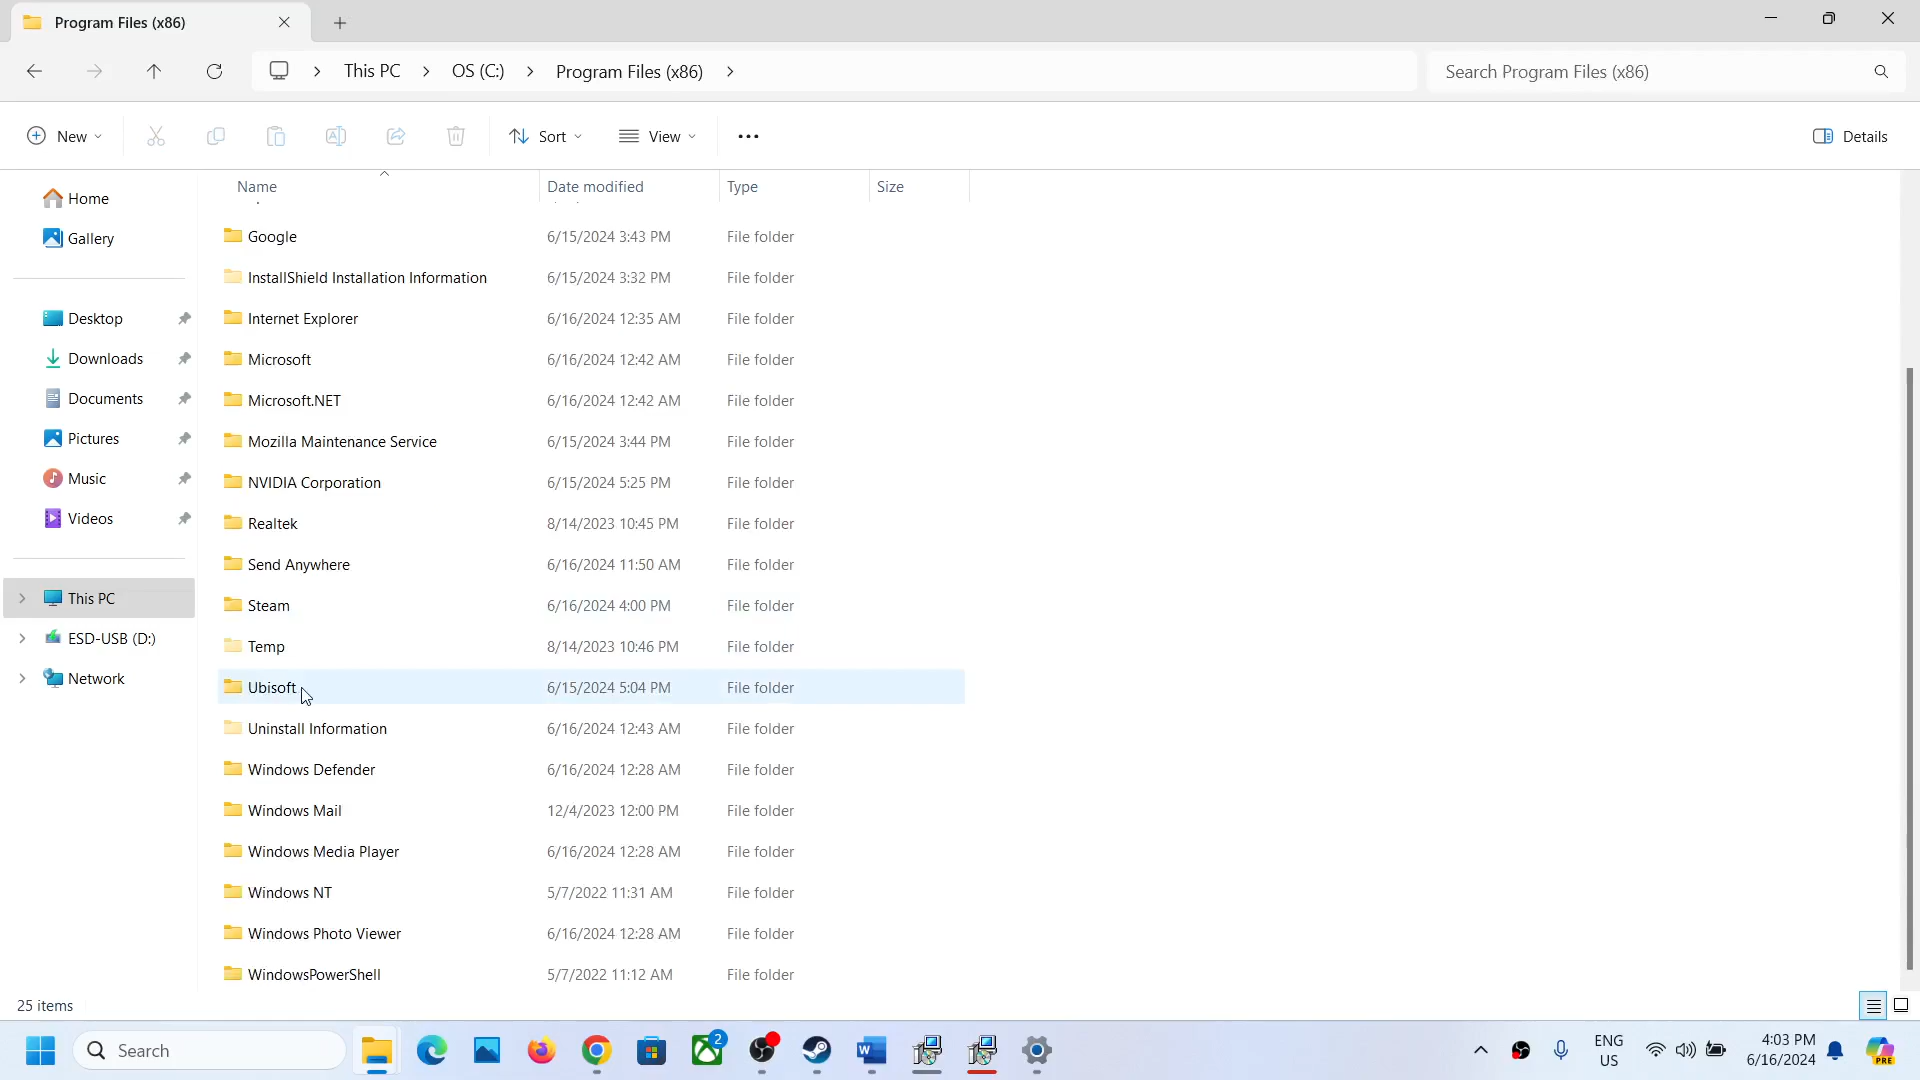 Program Files (x86)
This PC
OS (C:)
Program Files (x86)
Search Program Files (x86)
New
Sort
View
Details
Name
Date modified
Type
Size
Home
Gallery
Desktop
Downloads
Documents
Pictures
Music
Videos
This PC
ESD-USB (D:)
Network
Google 6/15/2024 3:43 PM File folder
InstallShield Installation Information 6/15/2024 3:32 PM File folder
Internet Explorer 6/16/2024 12:35 AM File folder
Microsoft 6/16/2024 12:42 AM File folder
Microsoft.NET 6/16/2024 12:42 AM File folder
Mozilla Maintenance Service 6/15/2024 3:44 PM File folder
NVIDIA Corporation 6/15/2024 5:25 PM File folder
Realtek 8/14/2023 10:45 PM File folder
Send Anywhere 6/16/2024 11:50 AM File folder
Steam 6/16/2024 4:00 PM File folder
Temp 8/14/2023 10:46 PM File folder
Ubisoft 6/15/2024 5:04 PM File folder
Uninstall Information 6/16/2024 12:43 AM File folder
Windows Defender 6/16/2024 12:28 AM File folder
Windows Mail 12/4/2023 12:00 PM File folder
Windows Media Player 6/16/2024 12:28 AM File folder
Windows NT 5/7/2022 11:31 AM File folder
Windows Photo Viewer 6/16/2024 12:28 AM File folder
WindowsPowerShell 5/7/2022 11:12 AM File folder
25 items
Search
2
W
ENG
US
4:03 PM
6/16/2024
PRE